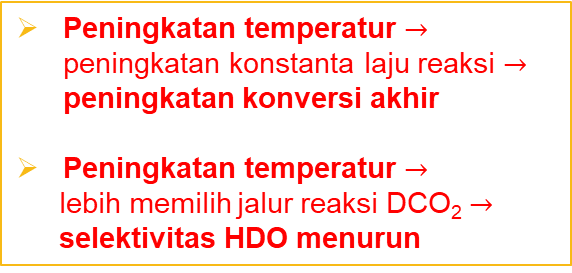 ➢ Peningkatan temperatur →
peningkatan konstanta laju reaksi →
peningkatan konversi akhir
➢ Peningkatan temperatur →
lebih memilih jalur reaksi DCO₂ →
selektivitas HDO menurun